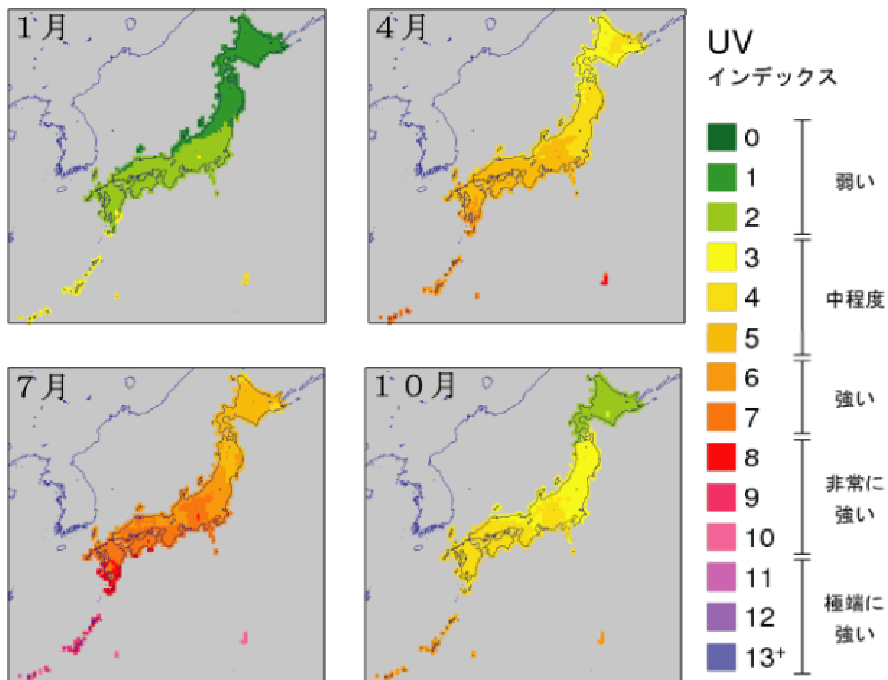 １月
４月
７月
１０月
UV
インデックス
0
1
2
3
4
5
6
7
8
9
10
11
12
13+
弱い
中程度
強い
非常に
強い
極端に
強い